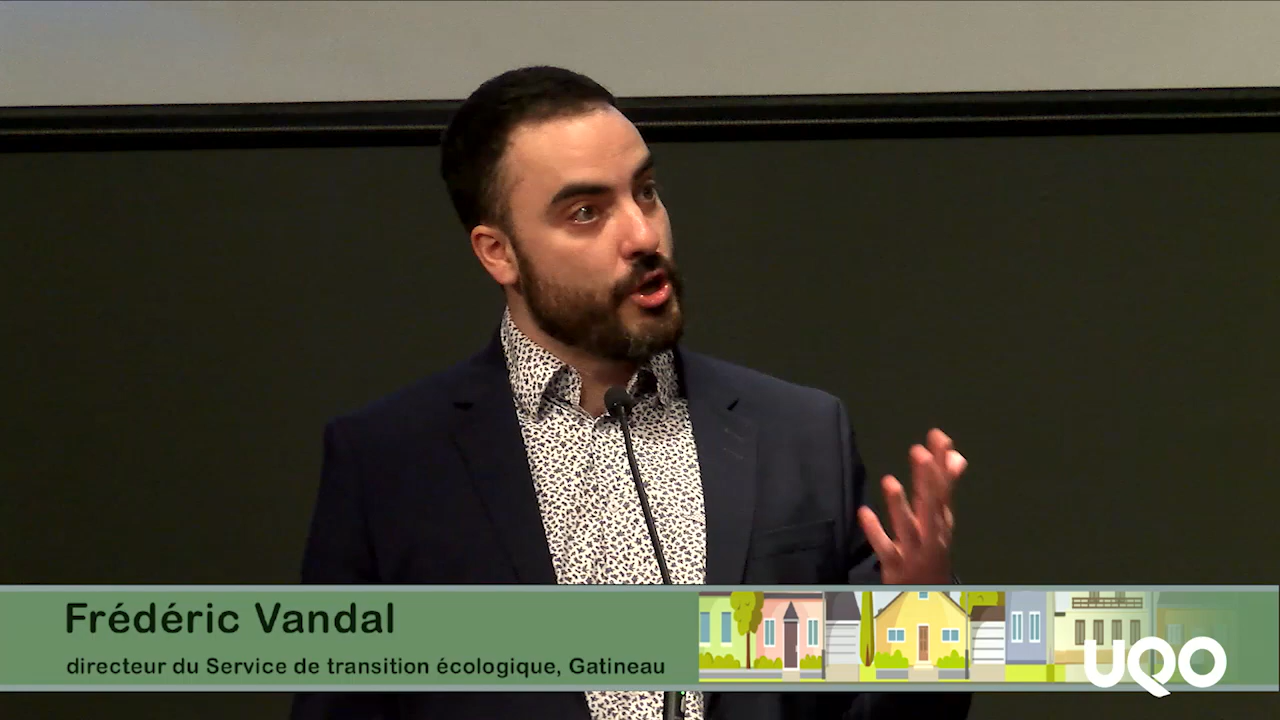 Frédéric Vandal
directeur du Service de transition écologique, Gatineau
UQO